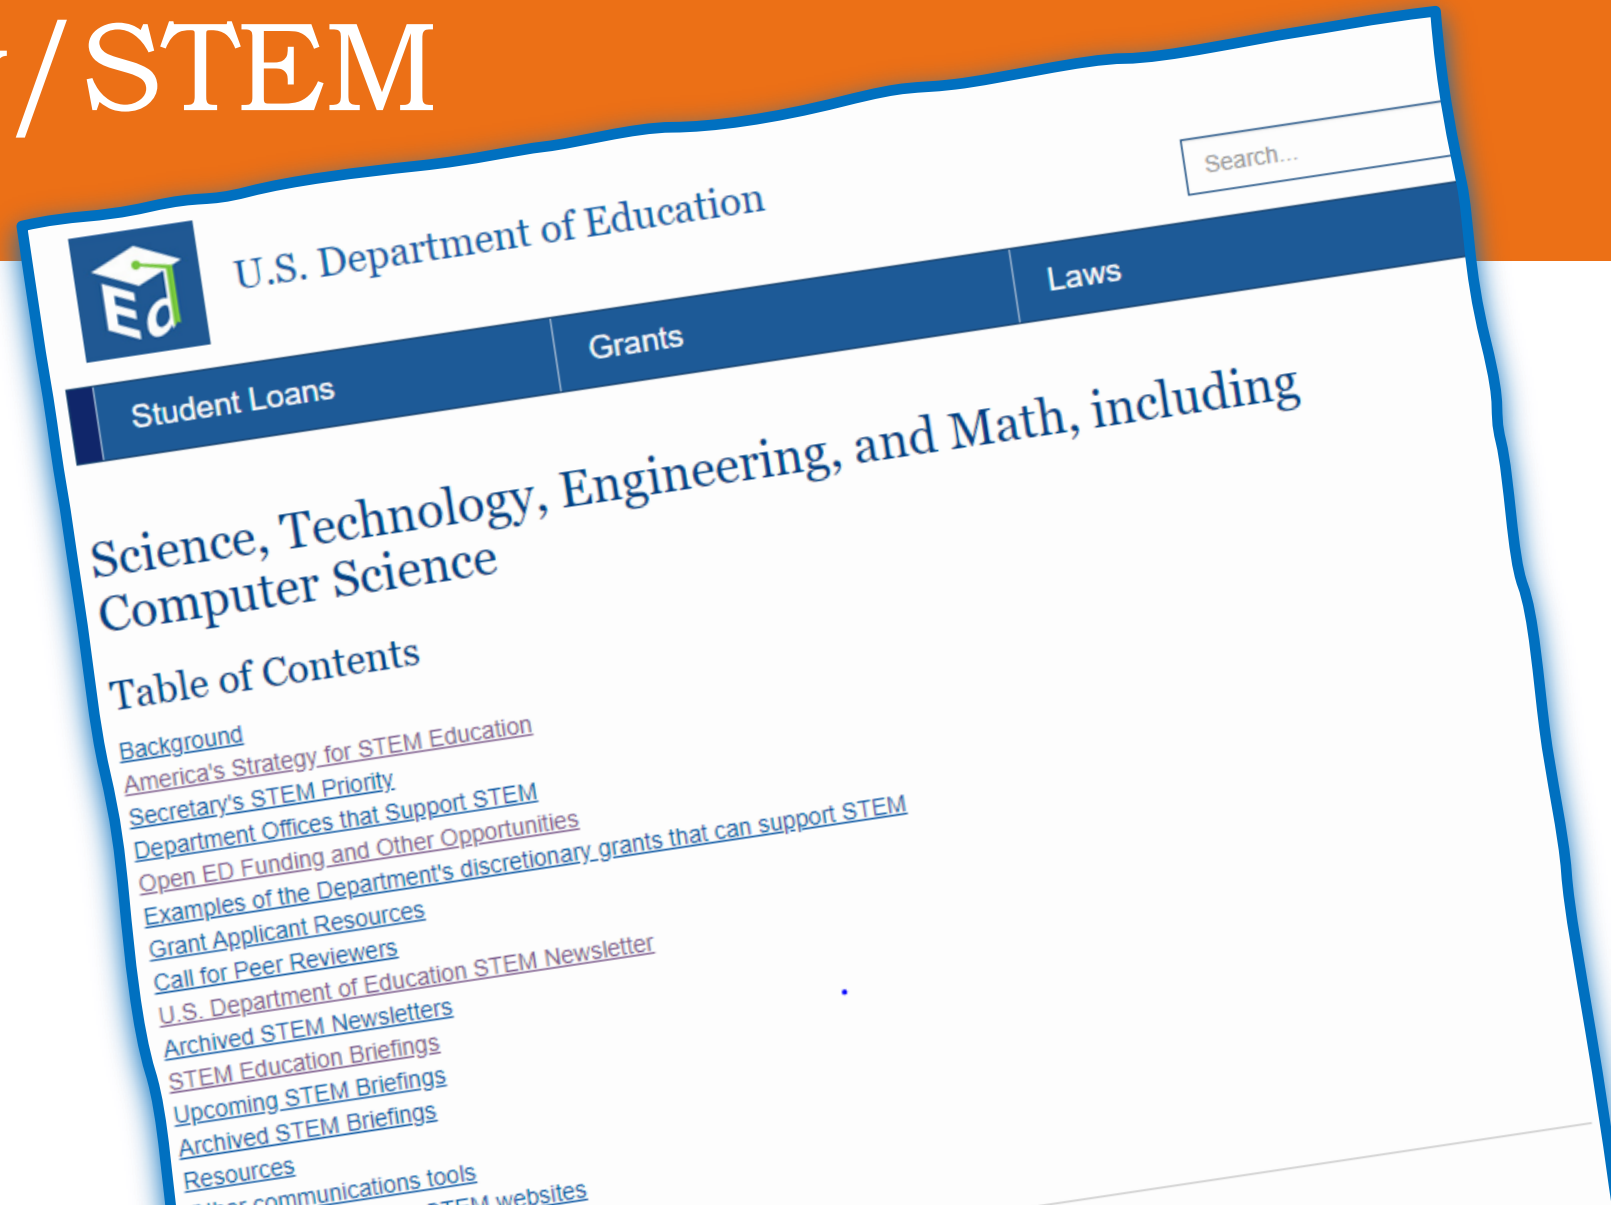 /STEM
Ed
U.S. Department of Education
Search...
Student Loans
Grants
Laws
Science, Technology, Engineering, and Math, including
Computer Science
Table of Contents
Background
America's Strategy for STEM Education
Secretary's STEM Priority
Department Offices that Support STEM
Open ED Funding and Other Opportunities
Examples of the Department's discretionary grants that can support STEM
Grant Applicant Resources
Call for Peer Reviewers
U.S. Department of Education STEM Newsletter
Archived STEM Newsletters
STEM Education Briefings
Upcoming STEM Briefings
Archived STEM Briefings
Resources
communications tools
STEM websites